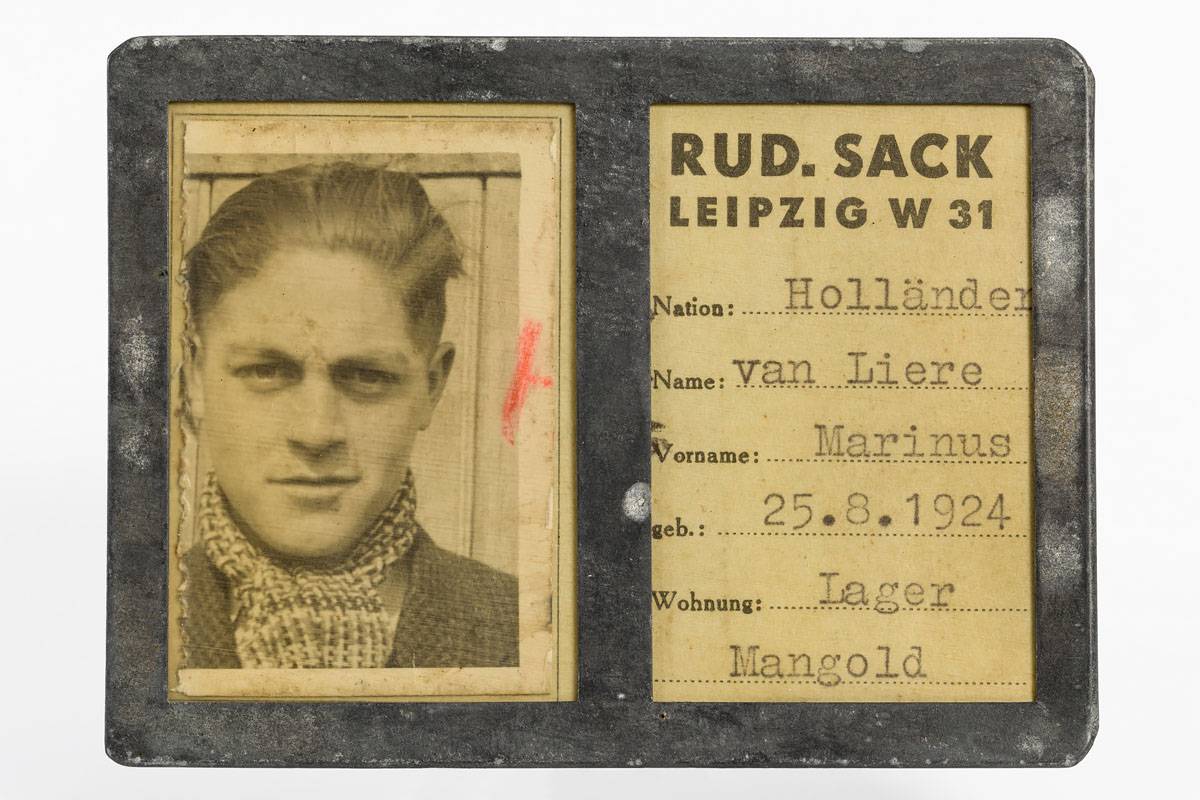 RUD. SACK
LEIPZIG W 31
Nation: Holländer
Name: van Liere
Vorname: Marinus
geb.: 25.8.1924
Wohnung: Lager
Mangold